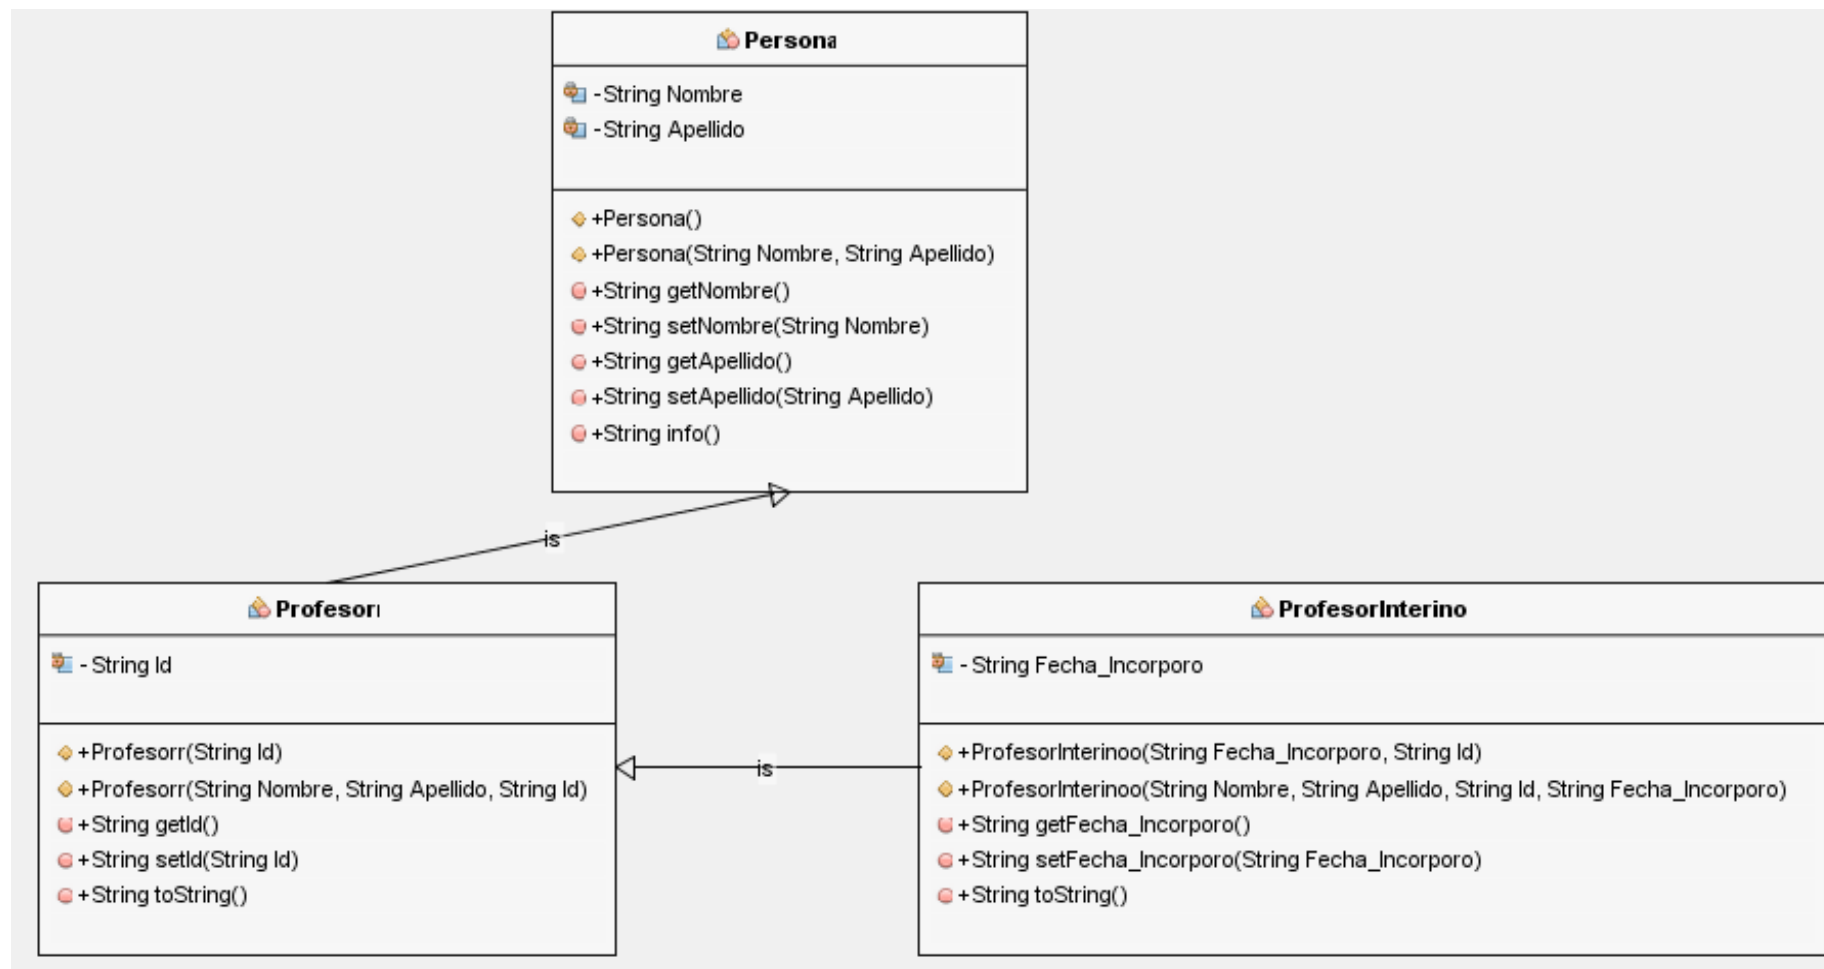 Persona
-String Nombre
-String Apellido
+Persona()
+Persona(String Nombre, String Apellido)
+String getNombre()
+String setNombre(String Nombre)
+String getApellido()
+String setApellido(String Apellido)
+String info()
is
Profesorr
- String Id
+Profesorr(String Id)
+Profesorr(String Nombre, String Apellido, String Id)
+String getId()
+String setId(String Id)
+String toString()
is
ProfesorInterino
- String Fecha_Incorporo
+ProfesorInterinoo(String Fecha_Incorporo, String Id)
+ProfesorInterinoo(String Nombre, String Apellido, String Id, String Fecha_Incorporo)
+String getFecha_Incorporo()
+String setFecha_Incorporo(String Fecha_Incorporo)
+String toString()